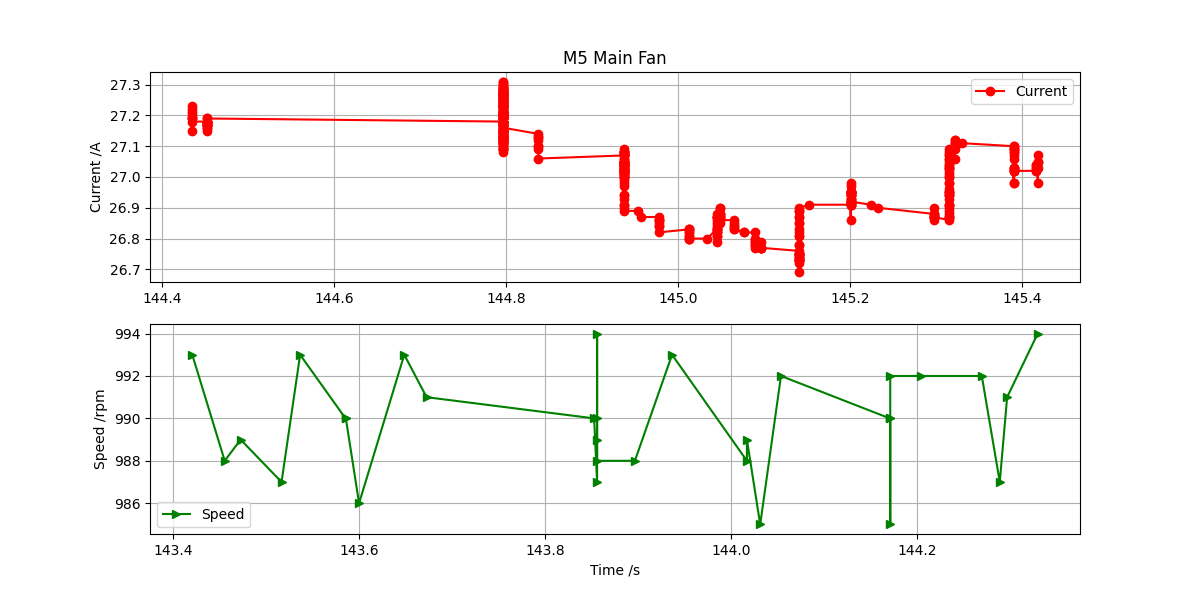 M5 Main Fan
Current /A
27.3
27.2
27.1
27.0
26.9
26.8
26.7
Current
144.4 144.6 144.8 145.0 145.2 145.4
Speed /rpm
994
992
990
988
986
Speed
143.4 143.6 143.8 144.0 144.2
Time /s